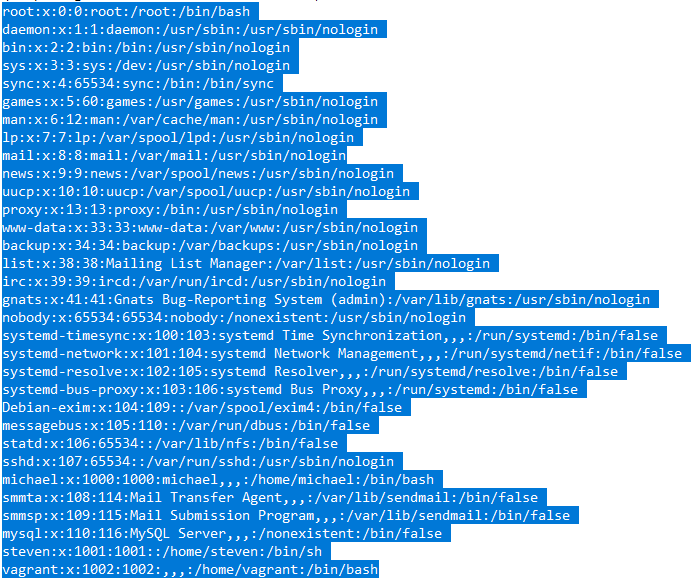 root:x:0:0:root:/root:/bin/bash
daemon:x:1:1:daemon:/usr/sbin:/usr/sbin/nologin
bin:x:2:2:bin:/bin:/usr/sbin/nologin
sys:x:3:3:sys:/dev:/usr/sbin/nologin
sync:x:4:65534:sync:/bin:/bin/sync
games:x:5:60:games:/usr/games:/usr/sbin/nologin
man:x:6:12:man:/var/cache/man:/usr/sbin/nologin
lp:x:7:7:lp:/var/spool/lpd:/usr/sbin/nologin
mail:x:8:8:mail:/var/mail:/usr/sbin/nologin
news:x:9:9:news:/var/spool/news:/usr/sbin/nologin
uucp:x:10:10:uucp:/var/spool/uucp:/usr/sbin/nologin
proxy:x:13:13:proxy:/bin:/usr/sbin/nologin
www-data:x:33:33:www-data:/var/www:/usr/sbin/nologin
backup:x:34:34:backup:/var/backups:/usr/sbin/nologin
list:x:38:38:Mailing List Manager:/var/list:/usr/sbin/nologin
irc:x:39:39:ircd:/var/run/ircd:/usr/sbin/nologin
gnats:x:41:41:Gnats Bug-Reporting System (admin):/var/lib/gnats:/usr/sbin/nologin
nobody:x:65534:65534:nobody:/nonexistent:/usr/sbin/nologin
systemd-timesync:x:100:103:systemd Time Synchronization,,,:/run/systemd:/bin/false
systemd-network:x:101:104:systemd Network Management,,,:/run/systemd/netif:/bin/false
systemd-resolve:x:102:105:systemd Resolver,,,:/run/systemd/resolve:/bin/false
systemd-bus-proxy:x:103:106:systemd Bus Proxy,,,:/run/systemd:/bin/false
Debian-exim:x:104:109::/var/spool/exim4:/bin/false
messagebus:x:105:110::/var/run/dbus:/bin/false
statd:x:106:65534::/var/lib/nfs:/bin/false
sshd:x:107:65534::/var/run/sshd:/usr/sbin/nologin
michael:x:1000:1000:michael,,,:/home/michael:/bin/bash
smmta:x:108:114:Mail Transfer Agent,,,:/var/lib/sendmail:/bin/false
smmsp:x:109:115:Mail Submission Program,,,:/var/lib/sendmail:/bin/false
mysql:x:110:116:MySQL Server,,,:/nonexistent:/bin/false
steven:x:1001:1001::/home/steven:/bin/sh
vagrant:x:1002:1002:,,,:/home/vagrant:/bin/bash